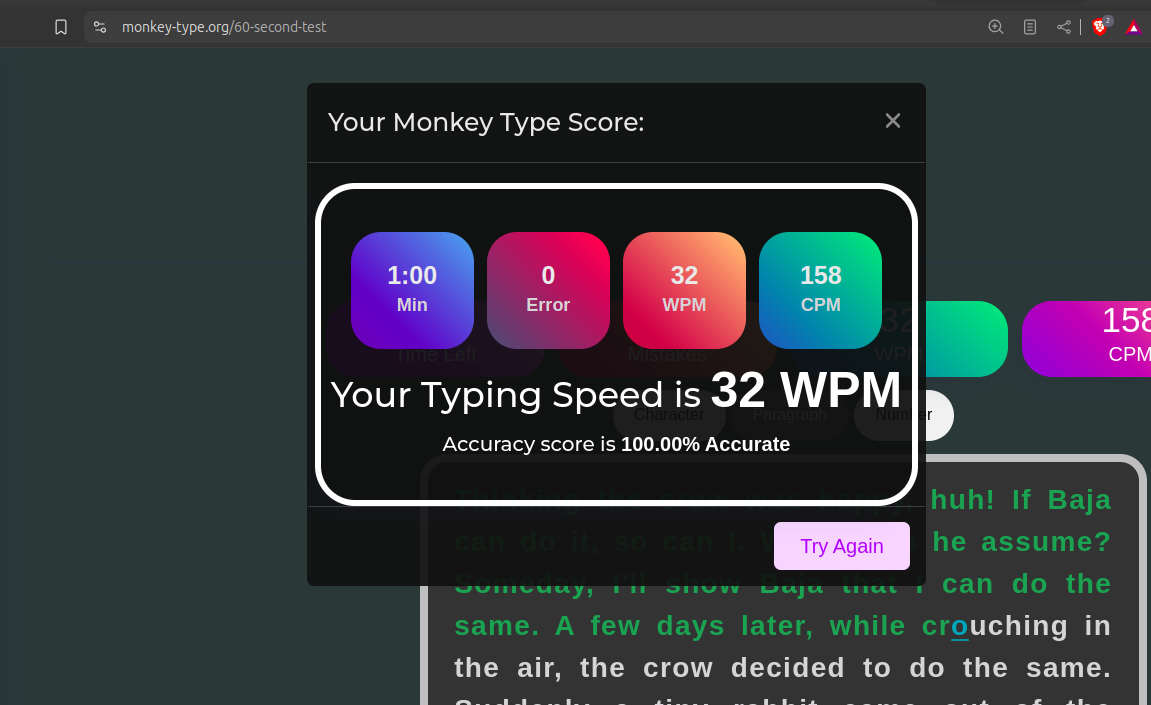 monkey-type.org/60-second-test
2
Your Monkey Type Score:
1:00
Min
0
Error
32
WPM
158
CPM
32
WPM
158
CPM
Time Left
Mistakes
Your Typing Speed is 32 WPM
Character
Paragraph
Number
Accuracy score is 100.00% Accurate
huh! If Baja
can do it, so can I. he assume?
Someday, I'll show Baja that I can do the
same. A few days later, while crouching in
the air, the crow decided to do the same.
Suddenly a tiny rabbit came out of the
Try Again